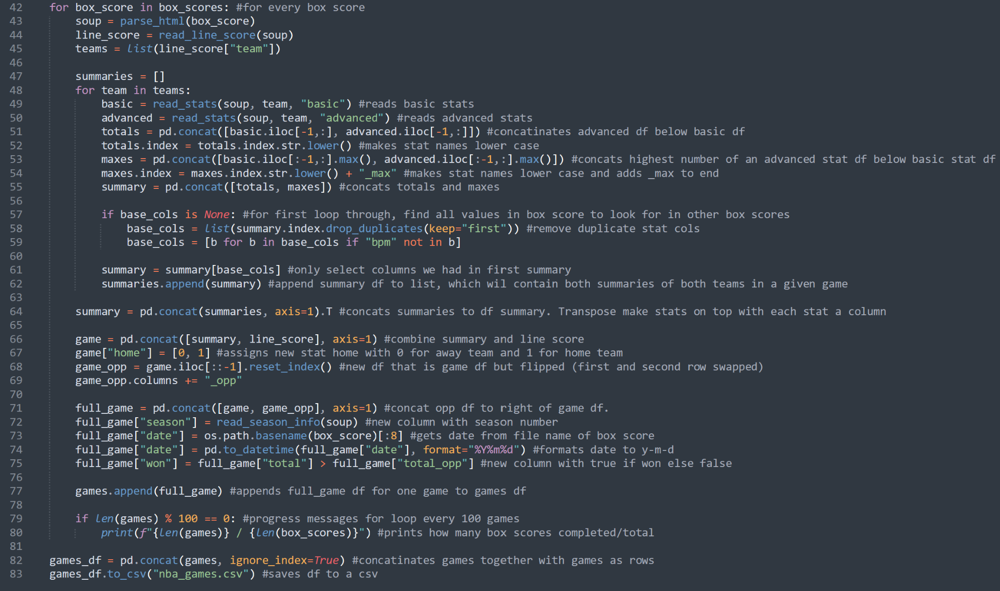 42 for box_score in box_scores: #for every box score
43 soup = parse_html(box_score)
44 line_score = read_line_score(soup)
45 teams = list(line_score["team"])
46
47 summaries = []
48 for team in teams:
49 basic = read_stats(soup, team, "basic") #reads basic stats
50 advanced = read_stats(soup, team, "advanced") #reads advanced stats
51 totals = pd.concat([basic.iloc[-1,:], advanced.iloc[-1,:]]) #concatinates advanced df below basic df
52 totals.index = totals.index.str.lower() #makes stat names lower case
53 maxes = pd.concat([basic.iloc[:-1,:].max(), advanced.iloc[:-1,:].max()]) #concats highest number of an advanced stat df below basic stat df
54 maxes.index = maxes.index.str.lower() + "_max" #makes stat names lower case and adds _max to end
55 summary = pd.concat([totals, maxes]) #concats totals and maxes
56
57 if base_cols is None: #for first loop through, find all values in box score to look for in other box scores
58 base_cols = list(summary.index.drop_duplicates(keep="first")) #remove duplicate stat cols
59 base_cols = [b for b in base_cols if "bpm" not in b]
60
61 summary = summary[base_cols] #only select columns we had in first summary
62 summaries.append(summary) #append summary df to list, which wil contain both summaries of both teams in a given game
63
64 summary = pd.concat(summaries, axis=1).T #concats summaries to df summary. Transpose make stats on top with each stat a column
65
66 game = pd.concat([summary, line_score], axis=1) #combine summary and line score
67 game["home"] = [0, 1] #assigns new stat home with 0 for away team and 1 for home team
68 game_opp = game.iloc[::-1].reset_index() #new df that is game df but flipped (first and second row swapped)
69 game_opp.columns += "_opp"
70
71 full_game = pd.concat([game, game_opp], axis=1) #concat opp df to right of game df.
72 full_game["season"] = read_season_info(soup) #new column with season number
73 full_game["date"] = os.path.basename(box_score)[:8] #gets date from file name of box score
74 full_game["date"] = pd.to_datetime(full_game["date"], format="%Y%m%d") #formats date to y-m-d
75 full_game["won"] = full_game["total"] > full_game["total_opp"] #new column with true if won else false
76
77 games.append(full_game) #appends full_game df for one game to games df
78
79 if len(games) % 100 == 0: #progress messages for loop every 100 games
80 print(f"{len(games)} / {len(box_scores)}") #prints how many box scores completed/total
81
82 games_df = pd.concat(games, ignore_index=True) #concatinates games together with games as rows
83 games_df.to_csv("nba_games.csv") #saves df to a csv